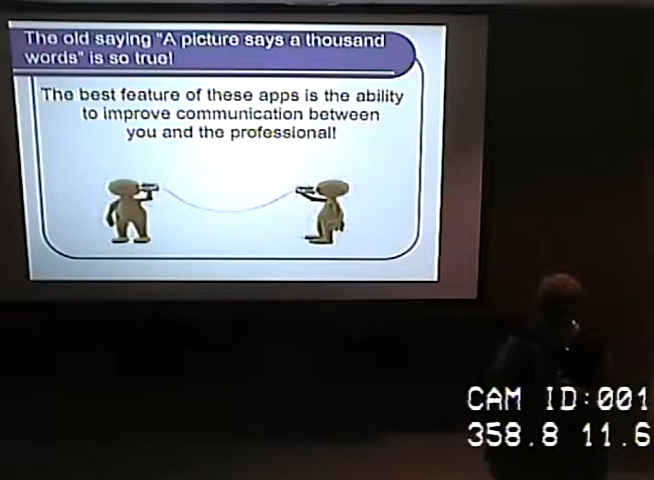 The old saying "A picture says a thousand
words" is so true!
The best feature of these apps is the ability
to improve communication between
you and the professional!
CAM ID:001
358.8 11.6